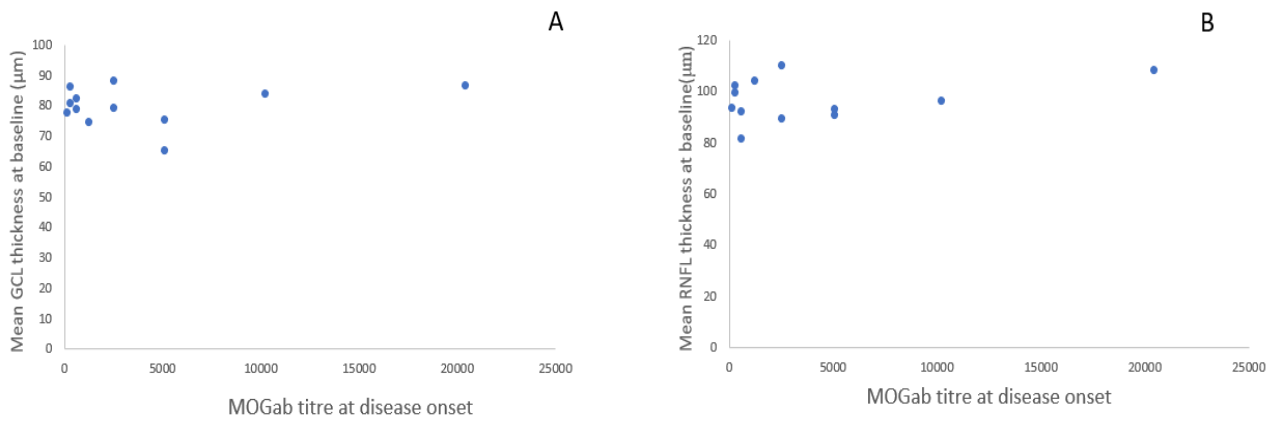 A
Mean GCL thickness at baseline (µm)
100
90
80
70
60
50
40
30
20
10
0
0 5000 10000 15000 20000 25000
MOGab titre at disease onset
B
Mean RNFL thickness at baseline(µm)
120
100
80
60
40
20
0
0 5000 10000 15000 20000 25000
MOGab titre at disease onset